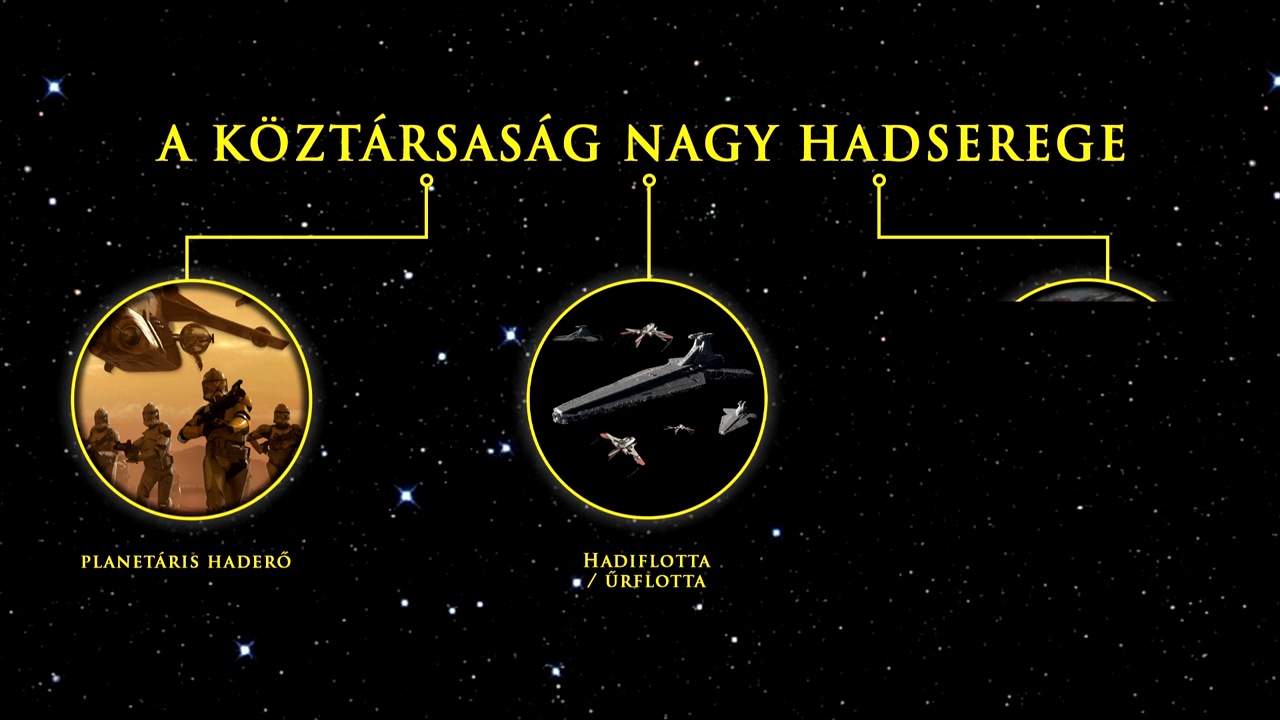 A KÖZTÁRSASÁG NAGY HADSEREGE
PLANETÁRIS HADERŐ
HADIFLOTTA
/ ŰRFLOTTA